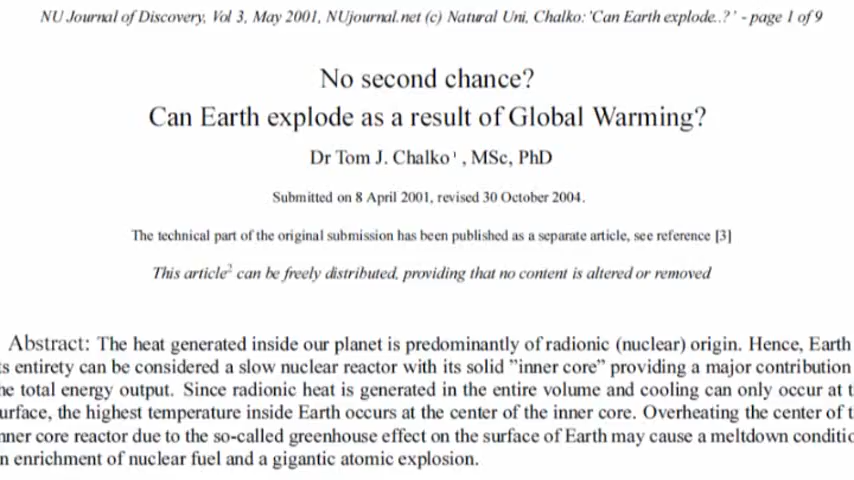 NU Journal of Discovery, Vol 3, May 2001, NUjournal.net (c) Natural Uni, Chalko: 'Can Earth explode..?' - page 1 of 9
No second chance?
Can Earth explode as a result of Global Warming?
Dr Tom J. Chalko ¹ , MSc, PhD
Submitted on 8 April 2001, revised 30 October 2004.
The technical part of the original submission has been published as a separate article, see reference [3]
This article² can be freely distributed, providing that no content is altered or removed
Abstract: The heat generated inside our planet is predominantly of radionic (nuclear) origin. Hence, Earth
entirety can be considered a slow nuclear reactor with its solid "inner core" providing a major contribution
total energy output. Since radionic heat is generated in the entire volume and cooling can only occur at
the highest temperature inside Earth occurs at the center of the inner core. Overheating the center of
core reactor due to the so-called greenhouse effect on the surface of Earth may cause a meltdown
enrichment of nuclear fuel and a gigantic atomic explosion.